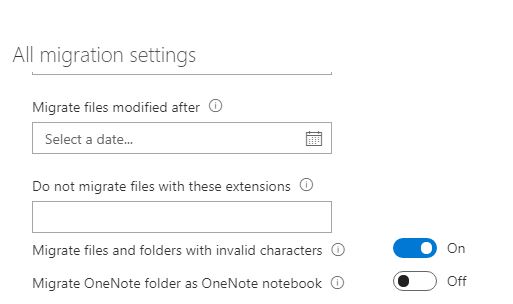 All migration settings
Migrate files modified after
Select a date...
Do not migrate files with these extensions
Migrate files and folders with invalid characters On
Migrate OneNote folder as OneNote notebook Off